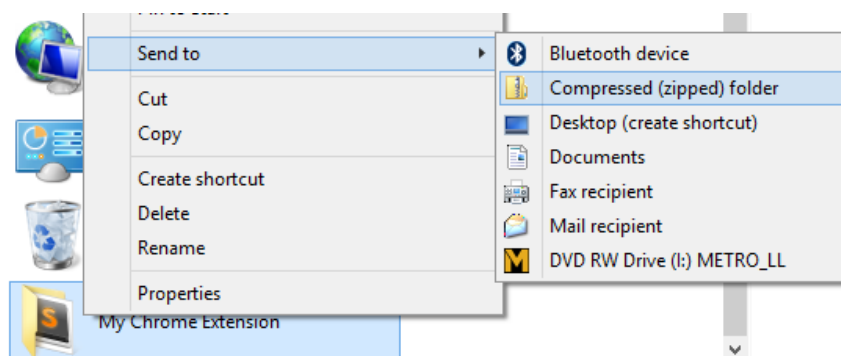 Send to
Cut
Copy
Create shortcut
Delete
Rename
Properties
My Chrome Extension
Bluetooth device
Compressed (zipped) folder
Desktop (create shortcut)
Documents
Fax recipient
Mail recipient
DVD RW Drive (I:) METRO_LL